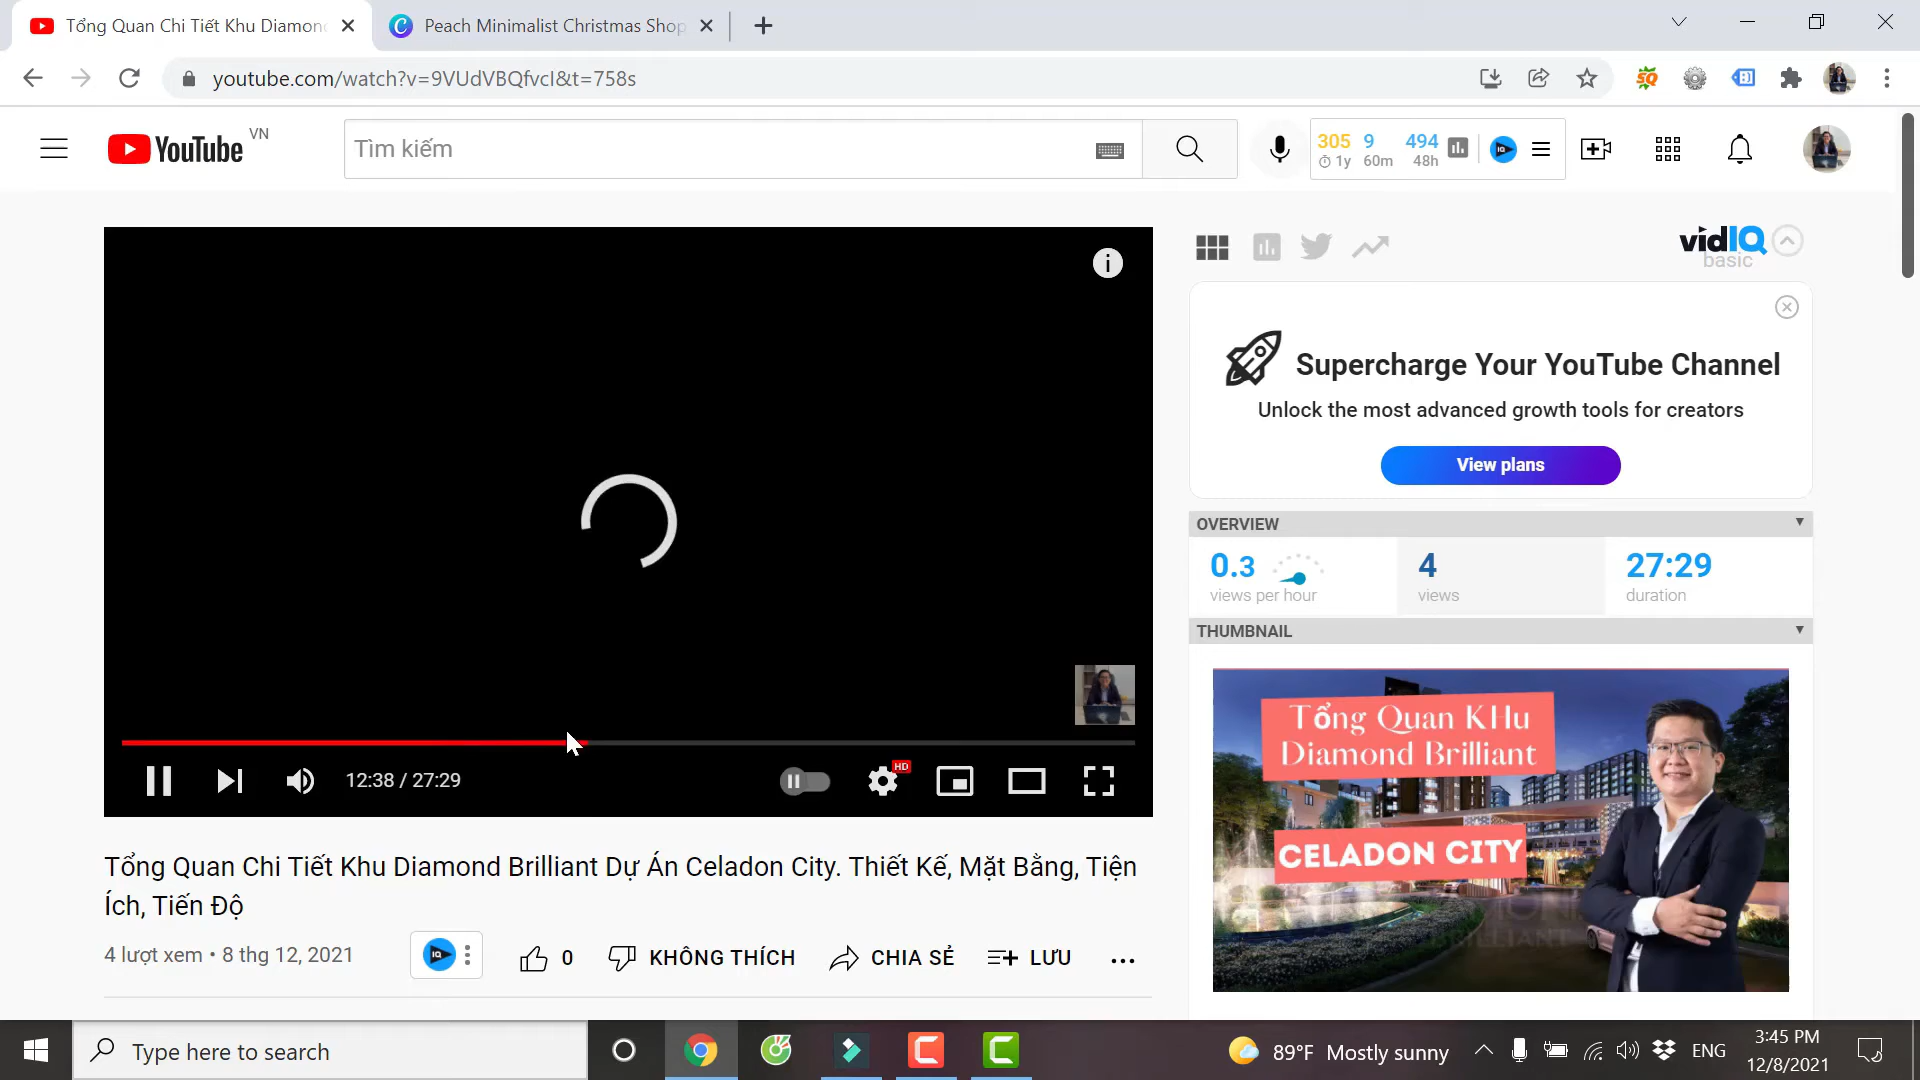 Tổng Quan Chi Tiết Khu Diamon
Peach Minimalist Christmas Shop
youtube.com/watch?v=9VUdVBQfvcI&t=758s
YouTube VN
Tìm kiếm
305 9 494
1y 60m 48h
vidIQ
basic
Supercharge Your YouTube Channel
Unlock the most advanced growth tools for creators
View plans
OVERVIEW
0.3 4 27:29
views per hour views duration
THUMBNAIL
Tổng Quan KHu
Diamond Brilliant
CELADON CITY
HD
12:38 / 27:29
Tổng Quan Chi Tiết Khu Diamond Brilliant Dự Án Celadon City. Thiết Kế, Mặt Bằng, Tiện
Ích, Tiến Độ
4 lượt xem • 8 thg 12, 2021
0 KHÔNG THÍCH CHIA SẺ LƯU
Type here to search
89°F Mostly sunny
ENG
3:45 PM
12/8/2021